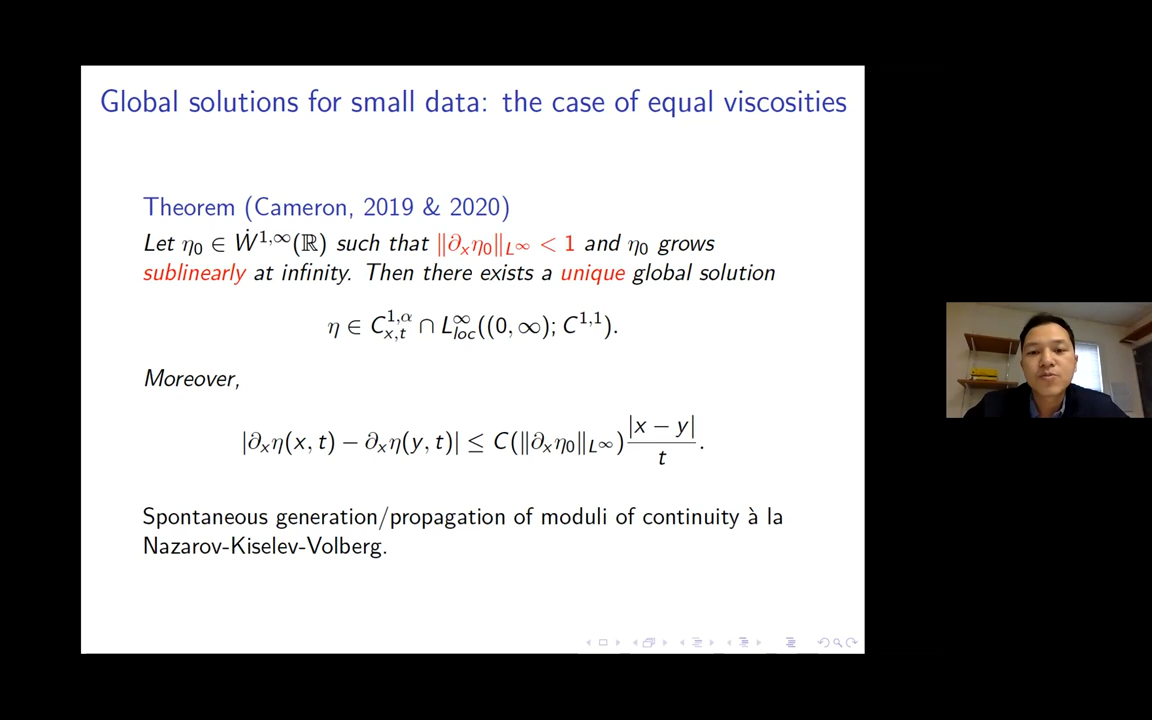 Global solutions for small data: the case of equal viscosities
Theorem (Cameron, 2019 & 2020)
Let η₀ ∈ Ẇ^{1,∞}(ℝ) such that ‖∂ₓη₀‖_{L^∞} < 1 and η₀ grows
sublinearly at infinity. Then there exists a unique global solution
η ∈ C^{1,α}_{x,t} ∩ L^∞_{loc}((0, ∞); C^{1,1}).
Moreover,
|∂ₓη(x, t) − ∂ₓη(y, t)| ≤ C(‖∂ₓη₀‖_{L^∞}) |x − y| / t.
Spontaneous generation/propagation of moduli of continuity à la
Nazarov-Kiselev-Volberg.